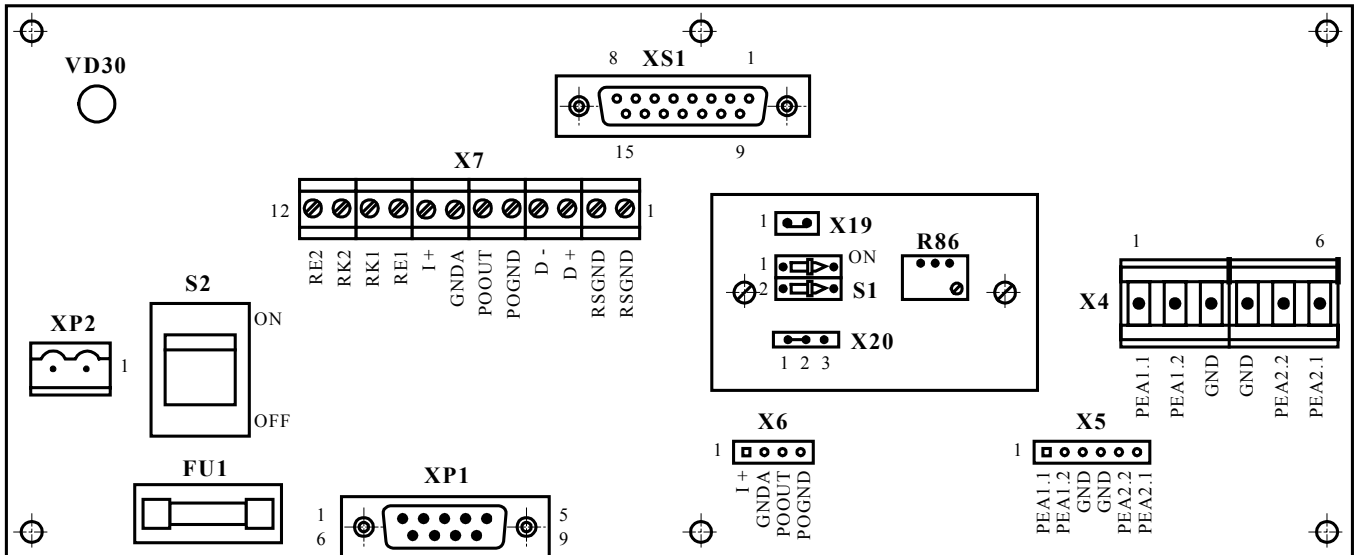 VD30
8 XS1 1
15 9
X7
12 1
RE2
RK2
RK1
RE1
I +
GNDA
POOUT
POGND
D -
D +
RSGND
RSGND
S2
ON
OFF
XP2
1
FU1
XP1
1 5
6 9
1 X19
R86
1 ON
2 S1
X20
1 2 3
1 6
X4
PEA1.1
PEA1.2
GND
GND
PEA2.2
PEA2.1
X6
1
I +
GNDA
POOUT
POGND
X5
1
PEA1.1
PEA1.2
GND
GND
PEA2.2
PEA2.1